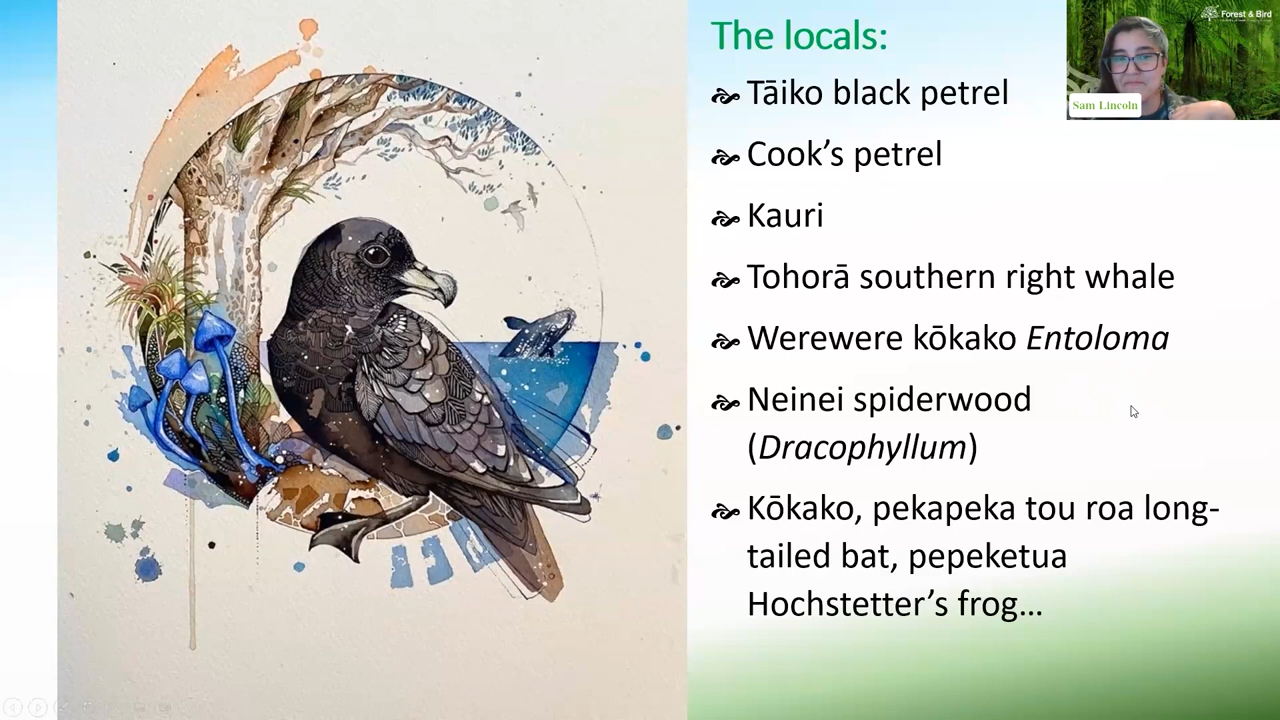 The locals:
Tāiko black petrel
Cook’s petrel
Kauri
Tohorā southern right whale
Werewere kōkako Entoloma
Neinei spiderwood
(Dracophyllum)
Kōkako, pekapeka tou roa long-
tailed bat, pepeketua
Hochstetter’s frog…
Forest & Bird
Sam Lincoln